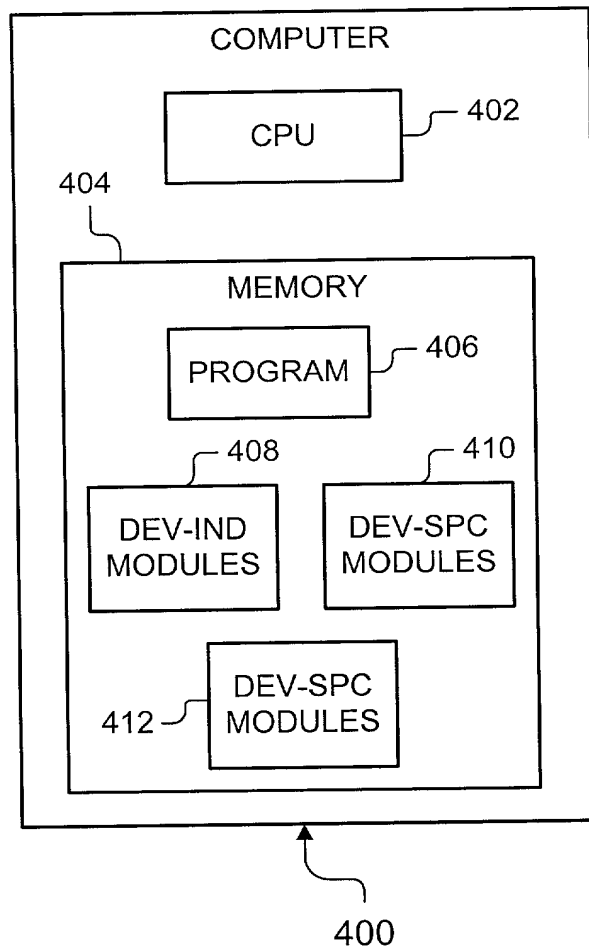 COMPUTER
CPU
402
404
MEMORY
PROGRAM
406
408
410
DEV-IND
MODULES
DEV-SPC
MODULES
412
DEV-SPC
MODULES
400